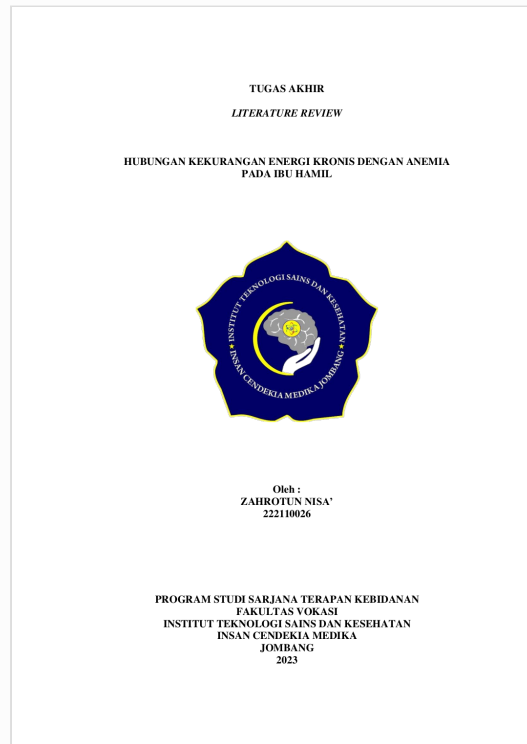 TUGAS AKHIR
LITERATURE REVIEW
HUBUNGAN KEKURANGAN ENERGI KRONIS DENGAN ANEMIA
PADA IBU HAMIL
INSTITUT TEKNOLOGI SAINS DAN KESEHATAN
INSAN CENDEKIA MEDIKA JOMBANG
Oleh :
ZAHROTUN NISA’
222110026
PROGRAM STUDI SARJANA TERAPAN KEBIDANAN
FAKULTAS VOKASI
INSTITUT TEKNOLOGI SAINS DAN KESEHATAN
INSAN CENDEKIA MEDIKA
JOMBANG
2023